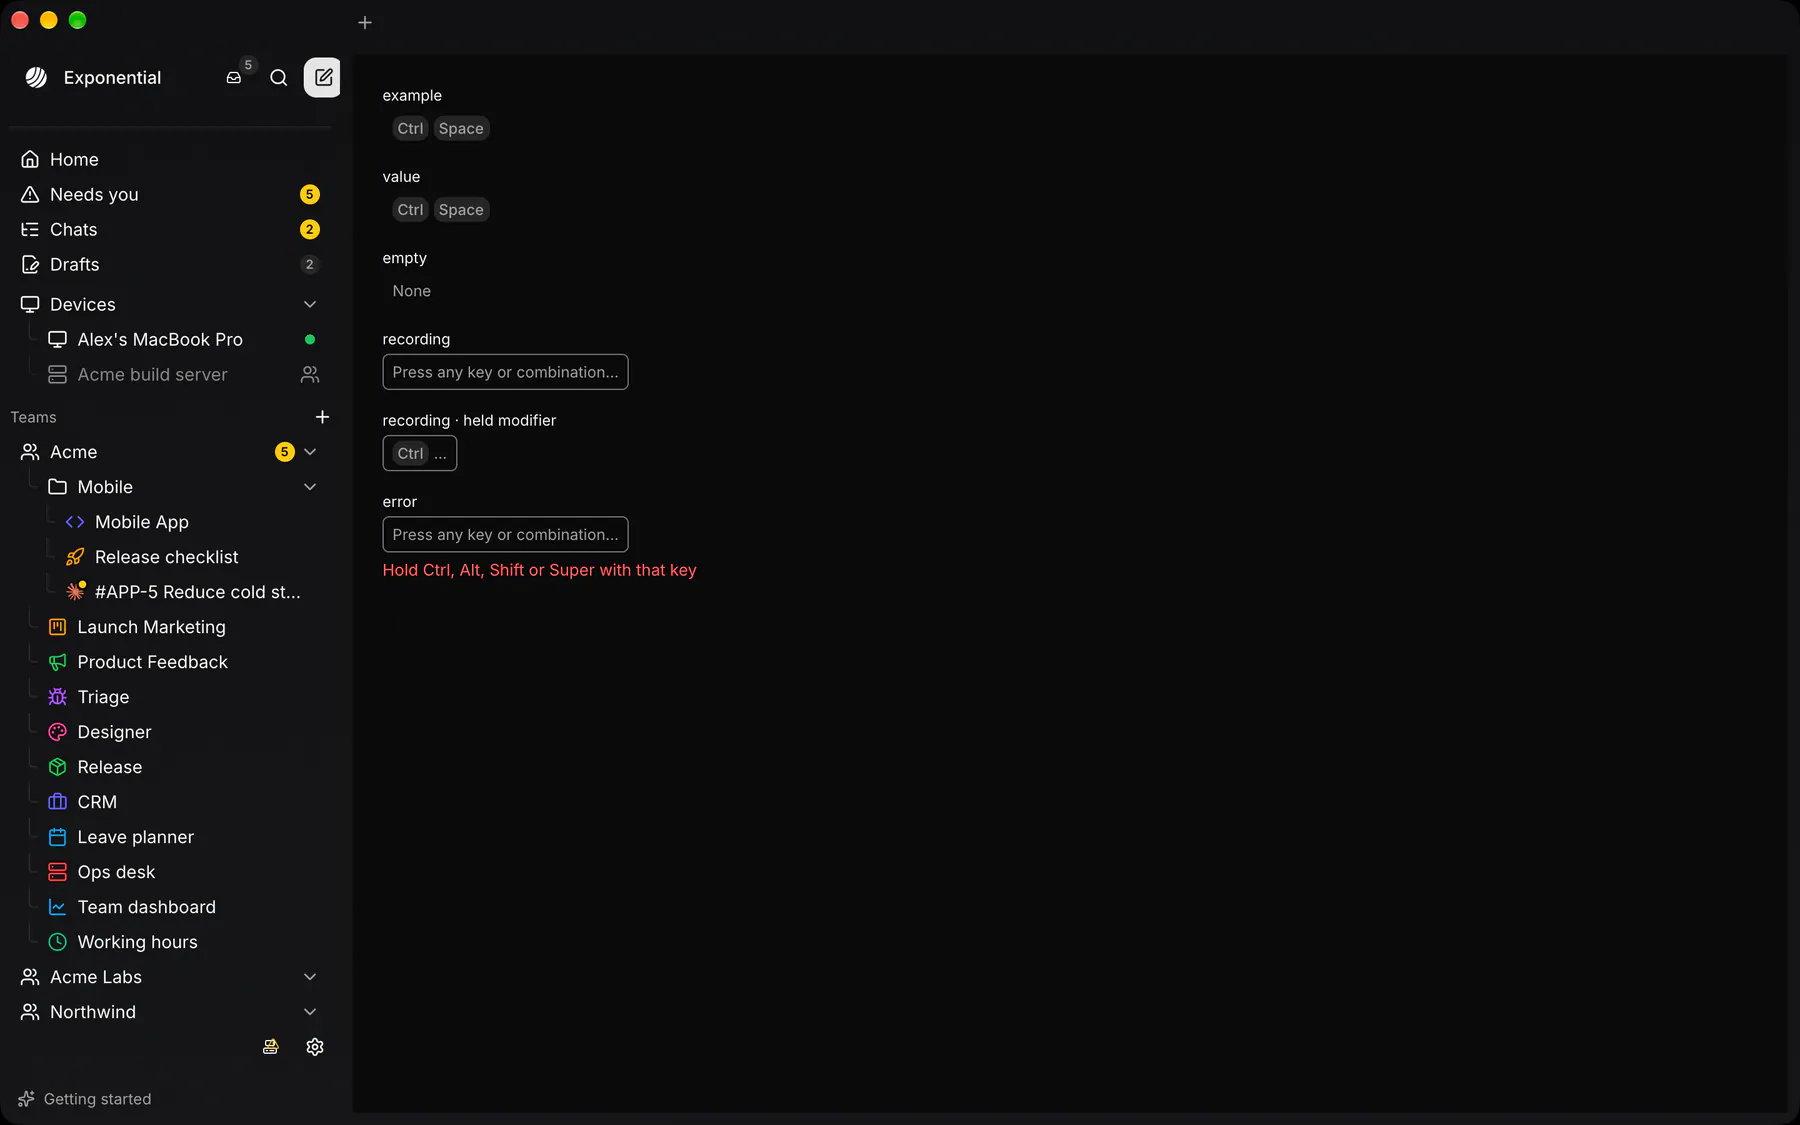 Exponential
5
Home
Needs you
5
Chats
2
Drafts
2
Devices
Alex's MacBook Pro
Acme build server
Teams
Acme
5
Mobile
Mobile App
Release checklist
#APP-5 Reduce cold st...
Launch Marketing
Product Feedback
Triage
Designer
Release
CRM
Leave planner
Ops desk
Team dashboard
Working hours
Acme Labs
Northwind
Getting started
example
Ctrl Space
value
Ctrl Space
empty
None
recording
Press any key or combination...
recording · held modifier
Ctrl ...
error
Press any key or combination...
Hold Ctrl, Alt, Shift or Super with that key